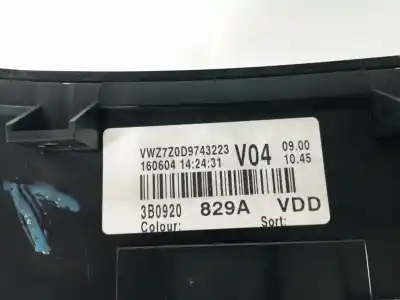 VWZ7Z0D9743223 V04 09.00
160604 14:24:31 10.45
3B0920 829A VDD
Colour: Sort: